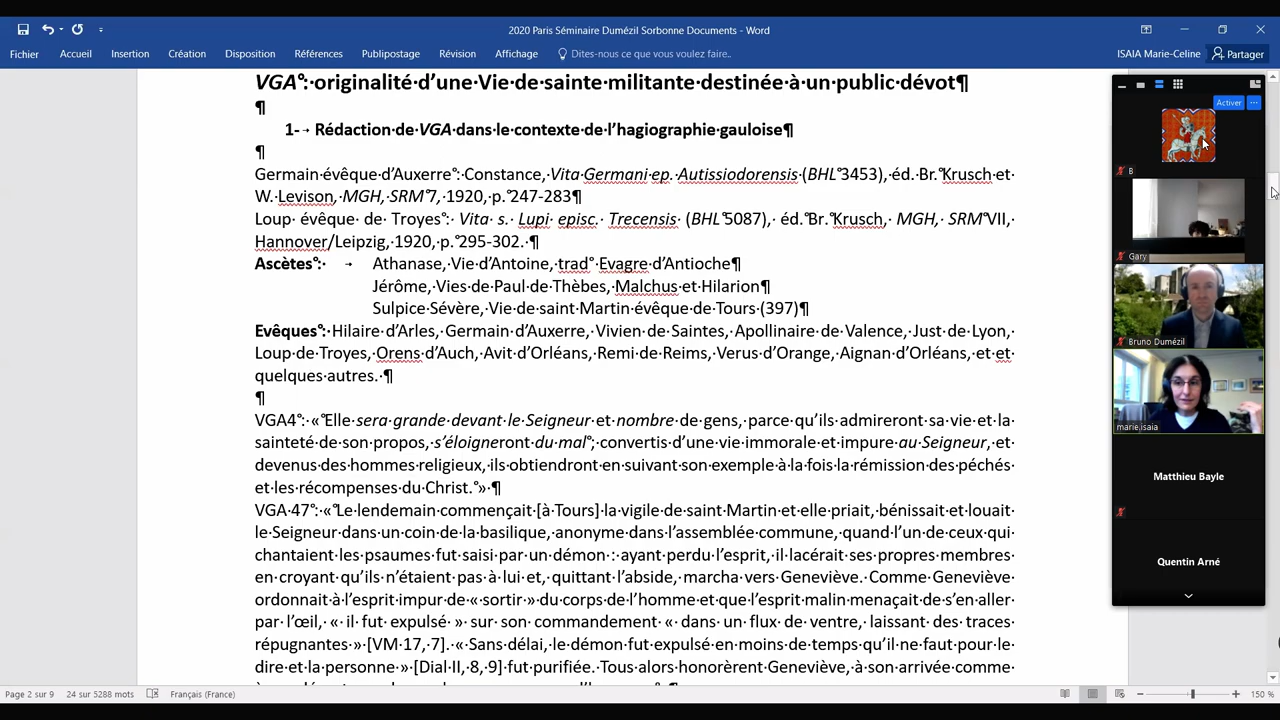 2020 Paris Séminaire Dumézil Sorbonne Documents - Word
Fichier Accueil Insertion Création Disposition Références Publipostage Révision Affichage Dites-nous ce que vous voulez faire.. ISAIA Marie-Celine Partager
VGA°: originalité d’une Vie de sainte militante destinée à un public dévot¶
¶
1- → Rédaction de VGA dans le contexte de l’hagiographie gauloise¶
¶
Germain évêque d’Auxerre°: Constance, Vita Germani ep. Autissiodorensis (BHL°3453), éd. Br.°Krusch et
W. Levison, MGH, SRM°7, 1920, p.°247-283¶
Loup évêque de Troyes°: Vita s. Lupi episc. Trecensis (BHL°5087), éd.°Br.°Krusch, MGH, SRM°VII,
Hannover/Leipzig, 1920, p.°295-302. ¶
Ascètes°: → Athanase, Vie d’Antoine, trad° Evagre d’Antioche¶
Jérôme, Vies de Paul de Thèbes, Malchus et Hilarion¶
Sulpice Sévère, Vie de saint Martin évêque de Tours (397)¶
Evêques°: Hilaire d’Arles, Germain d’Auxerre, Vivien de Saintes, Apollinaire de Valence, Just de Lyon,
Loup de Troyes, Orens d’Auch, Avit d’Orléans, Remi de Reims, Verus d’Orange, Aignan d’Orléans, et et
quelques autres. ¶
¶
VGA4°: «°Elle sera grande devant le Seigneur et nombre de gens, parce qu’ils admireront sa vie et la
sainteté de son propos, s’éloigneront du mal°; convertis d’une vie immorale et impure au Seigneur, et
devenus des hommes religieux, ils obtiendront en suivant son exemple à la fois la rémission des péchés
et les récompenses du Christ.°» ¶
VGA 47°: «°Le lendemain commençait [à Tours] la vigile de saint Martin et elle priait, bénissait et louait
le Seigneur dans un coin de la basilique, anonyme dans l’assemblée commune, quand l’un de ceux qui
chantaient les psaumes fut saisi par un démon : ayant perdu l’esprit, il lacérait ses propres membres
en croyant qu’ils n’étaient pas à lui et, quittant l’abside, marcha vers Geneviève. Comme Geneviève
ordonnait à l’esprit impur de « sortir » du corps de l’homme et que l’esprit malin menaçait de s’en aller
par l’œil, « il fut expulsé » sur son commandement « dans un flux de ventre, laissant des traces
répugnantes » [VM 17, 7]. « Sans délai, le démon fut expulsé en moins de temps qu’il ne faut pour le
dire et la personne » [Dial II, 8, 9] fut purifiée. Tous alors honorèrent Geneviève, à son arrivée comme
Activer
B
Gary
Bruno Dumézil
marie.isaia
Matthieu Bayle
Quentin Arné
Page 2 sur 9 24 sur 5288 mots Français (France) 150 %